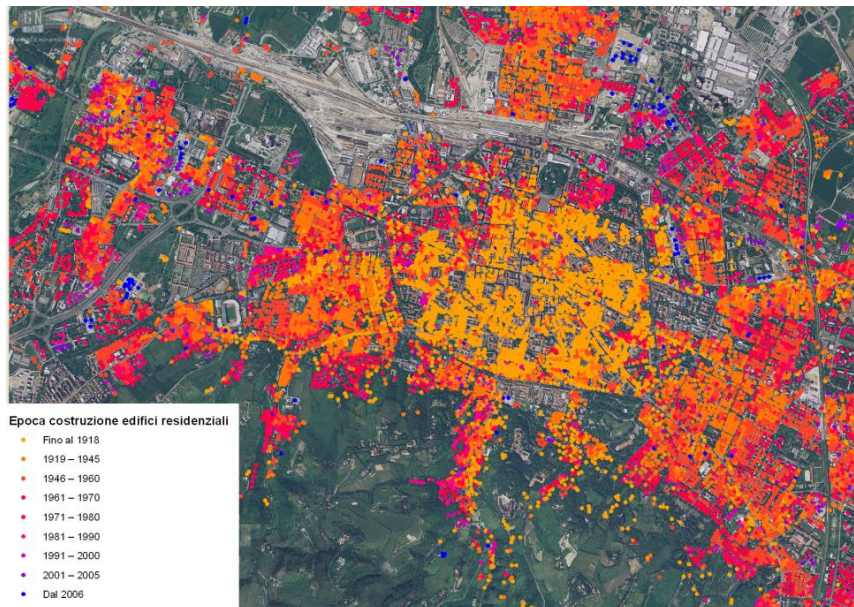 GN
Epoca costruzione edifici residenziali
Fino al 1918
1919 – 1945
1946 – 1960
1961 – 1970
1971 – 1980
1981 – 1990
1991 – 2000
2001 – 2005
Dal 2006